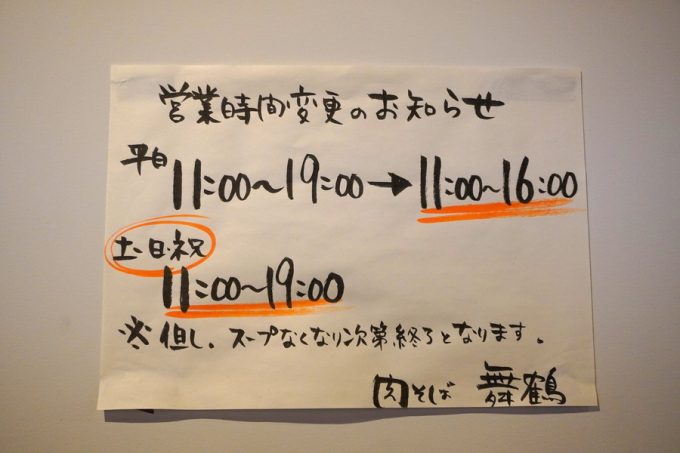 営業時間変更のお知らせ
平日 11:00〜19:00→11:00〜16:00
土・日・祝
11:00〜19:00
※但し、スープなくなり次第終了となります。
肉そば 舞鶴